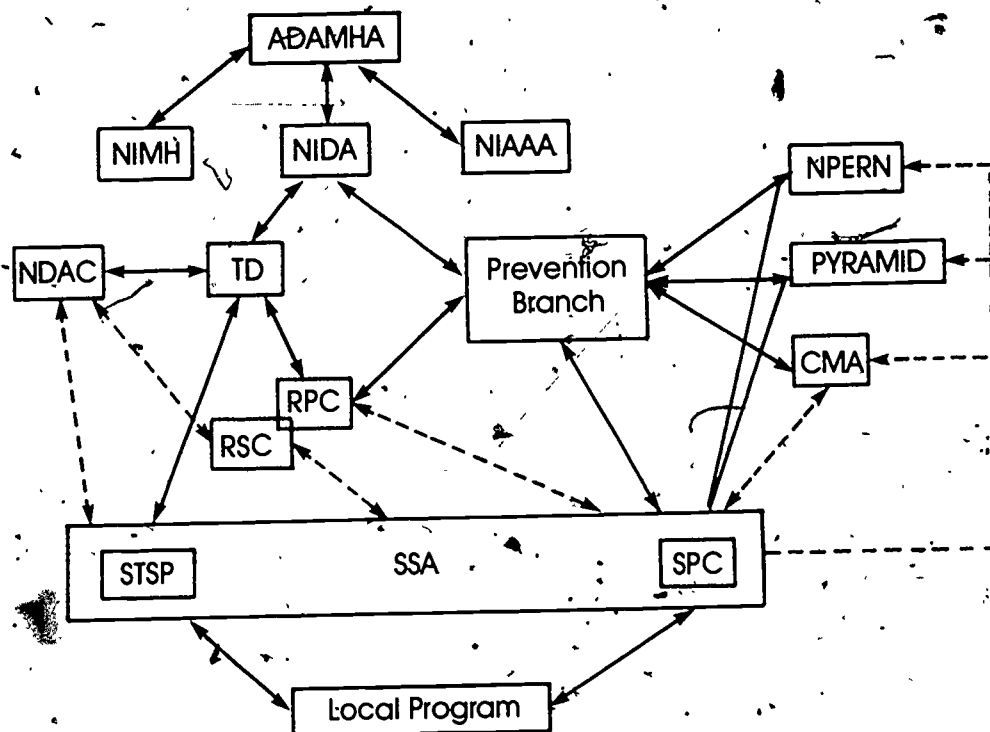 ADAMHA
NIMH
NIDA
NIAAA
NPERN
NDAC
TD
Prevention
Branch
PYRAMID
CMA
RPC
RSC
STSP
SSA
SPC
Local Program